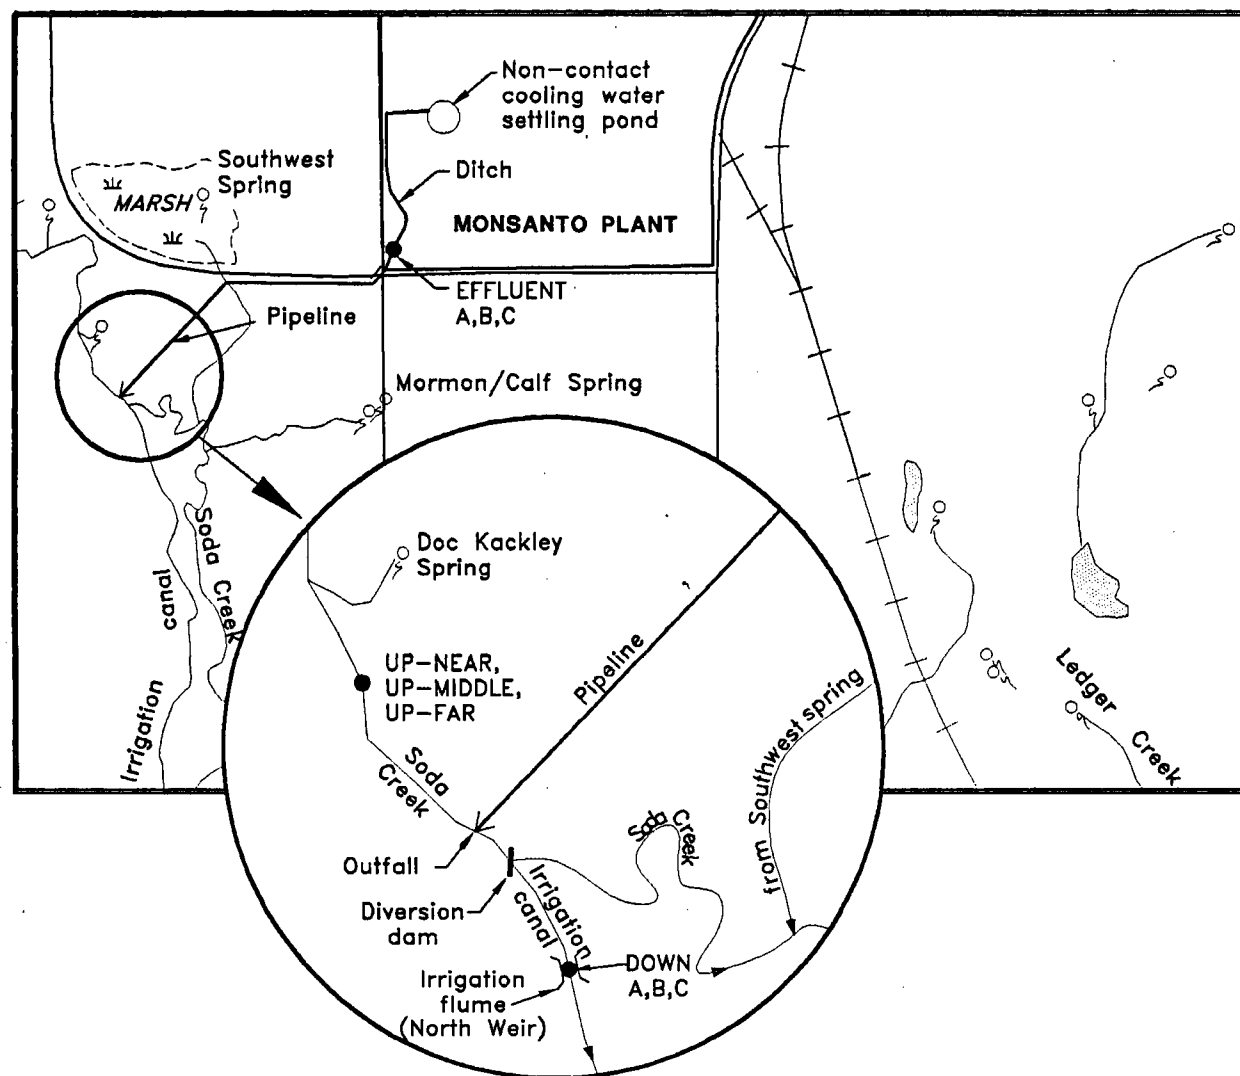 Non-contact
cooling water
settling pond
Southwest
Spring
Ditch
MARSH
MONSANTO PLANT
EFFLUENT
A,B,C
Pipeline
Mormon/Calf Spring
Soda Creek
canal
Irrigation
Doc Kackley
Spring
UP-NEAR,
UP-MIDDLE,
UP-FAR
Pipeline
from Southwest spring
Ledger
Creek
Soda
Creek
Soda Creek
Outfall
Irrigation
canal
Diversion
dam
DOWN
A,B,C
Irrigation
flume
(North Weir)